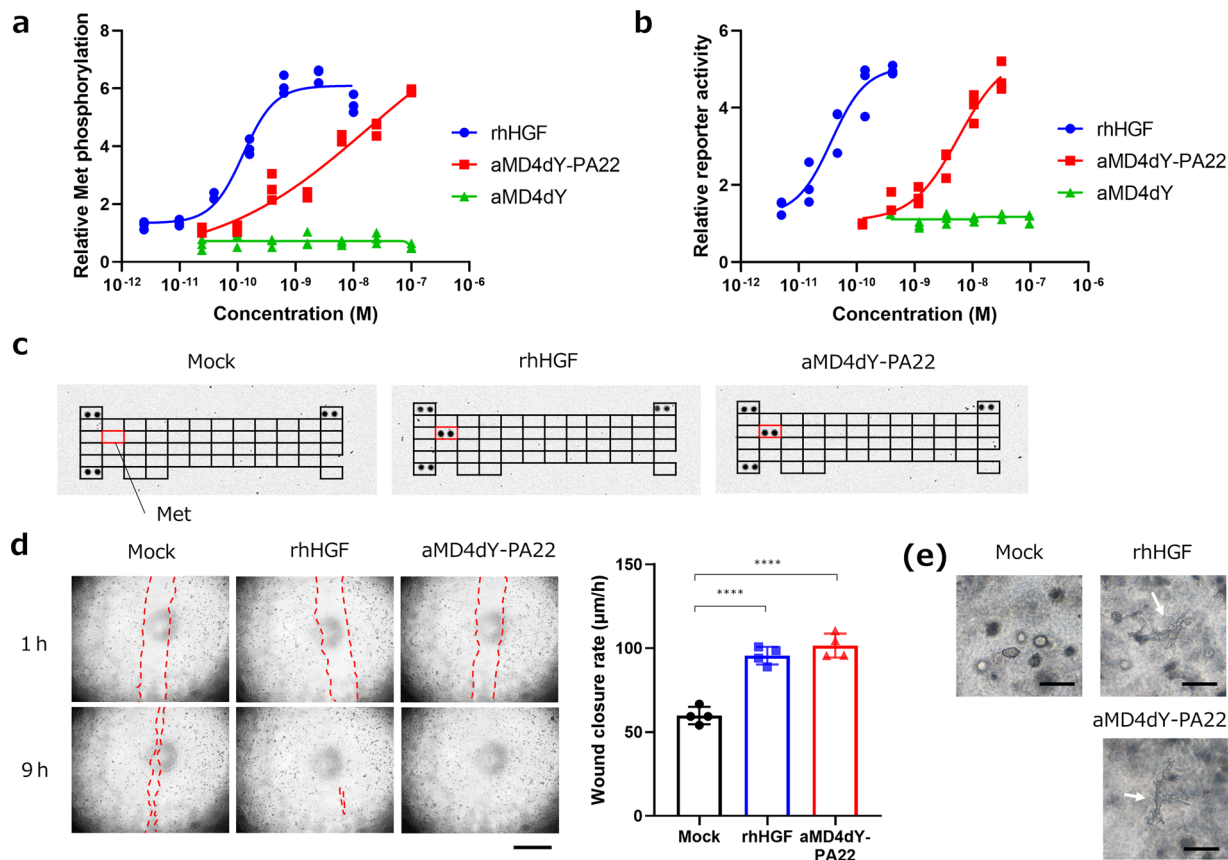 a
Relative Met phosphorylation
8
6
4
2
0
10-12
10-11
10-10
10-9
10-8
10-7
10-6
Concentration (M)
rhHGF
aMD4dY-PA22
aMD4dY
b
Relative reporter activity
6
4
2
0
10-12
10-11
10-10
10-9
10-8
10-7
10-6
Concentration (M)
rhHGF
aMD4dY-PA22
aMD4dY
c
Mock
rhHGF
aMD4dY-PA22
Met
d
Mock
rhHGF
aMD4dY-PA22
1 h
9 h
Wound closure rate (µm/h)
150
100
50
0
****
****
Mock
rhHGF
aMD4dY-
PA22
(e)
Mock
rhHGF
aMD4dY-PA22